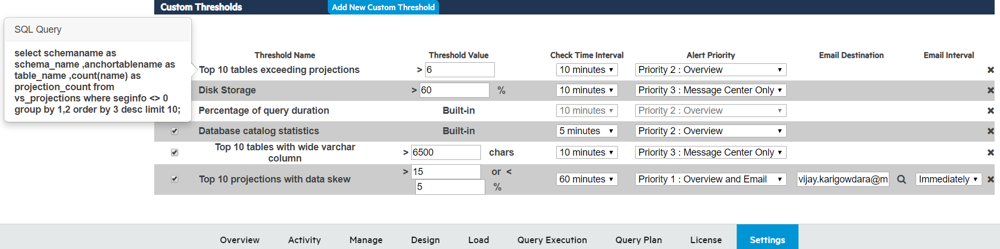 Custom Thresholds Add New Custom Threshold
SQL Query
select schemaname as
schema_name ,anchortablename as
table_name ,count(name) as
projection_count from
vs_projections where seginfo <> 0
group by 1,2 order by 3 desc limit 10;
Threshold Name Threshold Value Check Time Interval Alert Priority Email Destination Email Interval
Top 10 tables exceeding projections > 6 10 minutes Priority 2 : Overview
Disk Storage > 60 % 10 minutes Priority 3 : Message Center Only
Percentage of query duration Built-in 10 minutes Priority 2 : Overview
Database catalog statistics Built-in 5 minutes Priority 2 : Overview
Top 10 tables with wide varchar
column > 6500 chars 10 minutes Priority 3 : Message Center Only
Top 10 projections with data skew > 15 or < 60 minutes Priority 1 : Overview and Email vijay.karigowdara@m Immediately
5 %
Overview Activity Manage Design Load Query Execution Query Plan License Settings